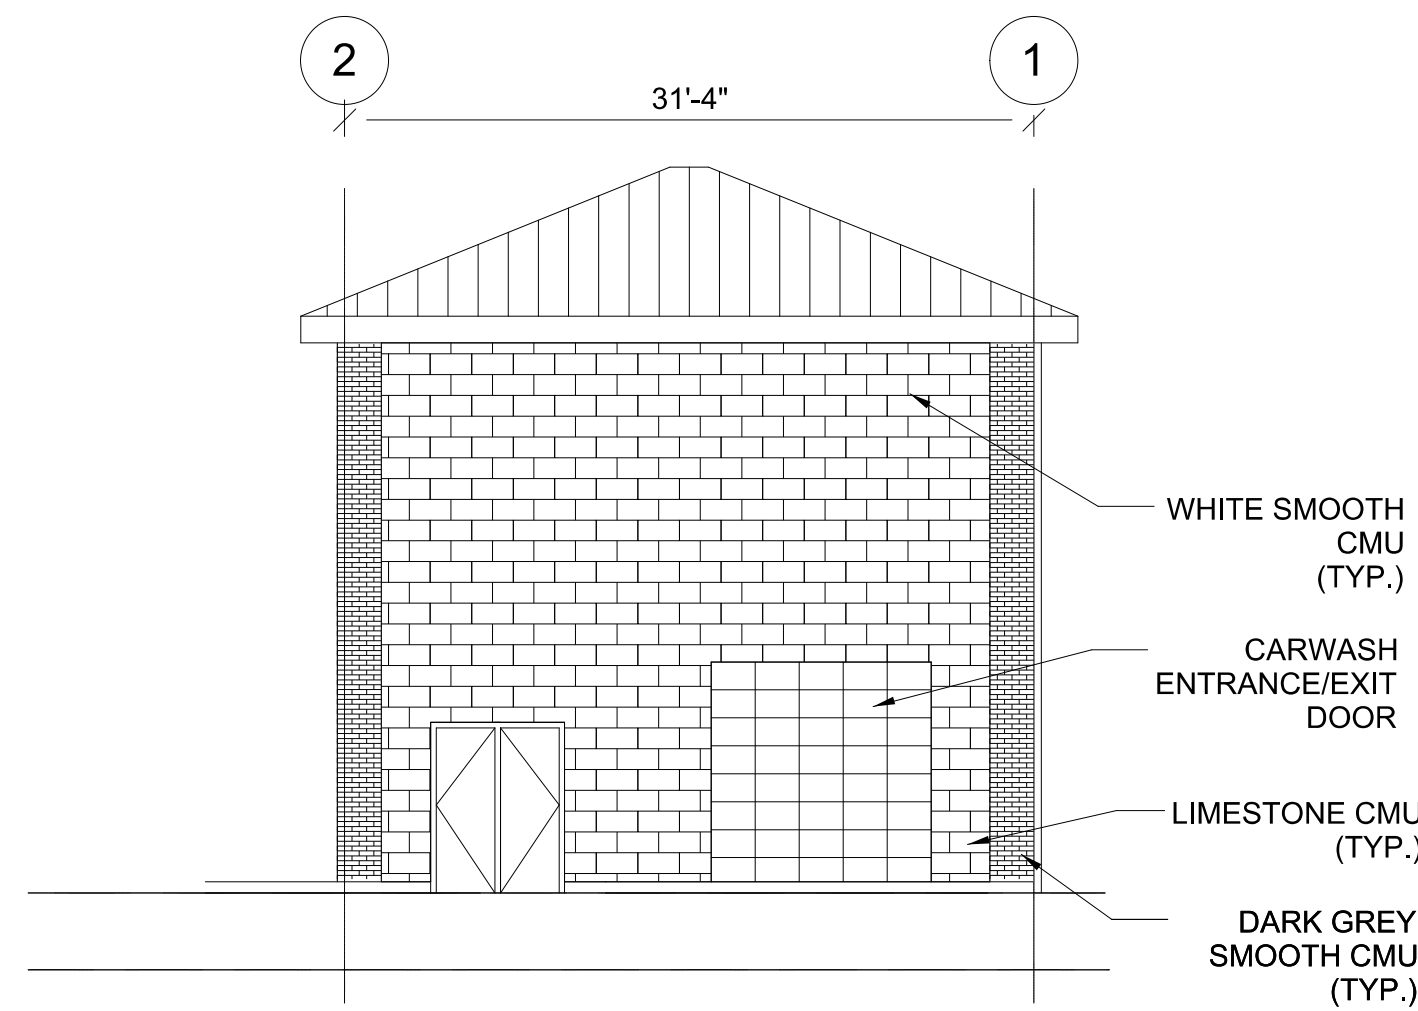 2
1
31'-4"
WHITE SMOOTH
CMU
(TYP.)
CARWASH
ENTRANCE/EXIT
DOOR
LIMESTONE CMU
(TYP.)
DARK GREY
SMOOTH CMU
(TYP.)